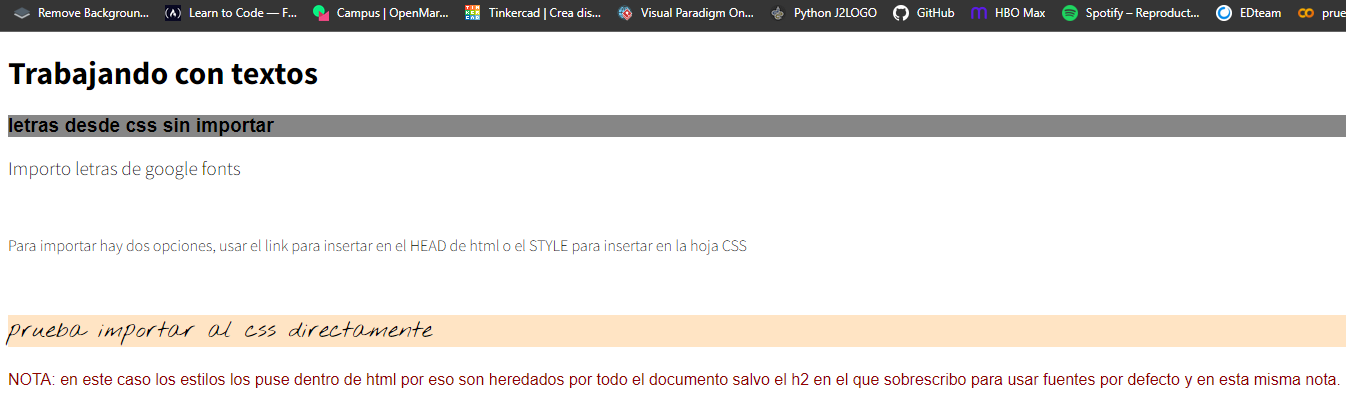 Remove Backgroun... Learn to Code — F... Campus | OpenMar... Tinkercad | Crea dis... Visual Paradigm On... Python J2LOGO GitHub HBO Max Spotify – Reproduct... EDteam prue
Trabajando con textos
letras desde css sin importar
Importo letras de google fonts
Para importar hay dos opciones, usar el link para insertar en el HEAD de html o el STYLE para insertar en la hoja CSS
prueba importar al css directamente
NOTA: en este caso los estilos los puse dentro de html por eso son heredados por todo el documento salvo el h2 en el que sobrescribo para usar fuentes por defecto y en esta misma nota.